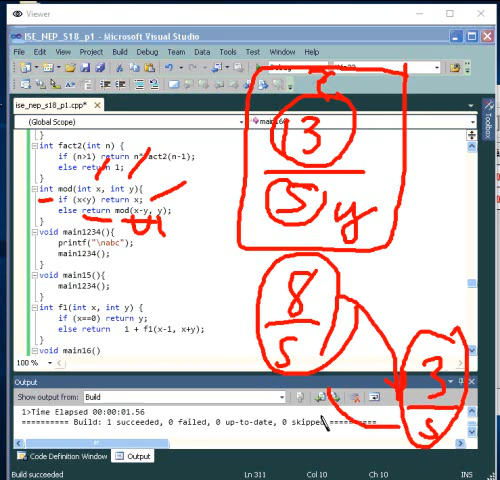 Viewer
ISE_NEP_S18_p1 - Microsoft Visual Studio
File Edit View Project Build Debug Team Data Tools Test Window Help
ise_nep_s18_p1.cpp*
(Global Scope)
}
int fact2(int n) {
if (n>1) return n*fact2(n-1);
else return 1;
}
int mod(int x, int y){
if (x<y) return x;
else return mod(x-y, y);
}
void main1234(){
printf("\nabc");
main1234();
}
void main15(){
main1234();
}
int f1(int x, int y) {
if (x==0) return y;
else return 1 + f1(x-1, x+y);
}
void main16()
100 %
Toolbox
x
13
5 y
8
5
3
5
Output
Show output from: Build
1>Time Elapsed 00:00:01.56
========== Build: 1 succeeded, 0 failed, 0 up-to-date, 0 skipped ==========
Code Definition Window Output
Build succeeded Ln 311 Col 10 Ch 10